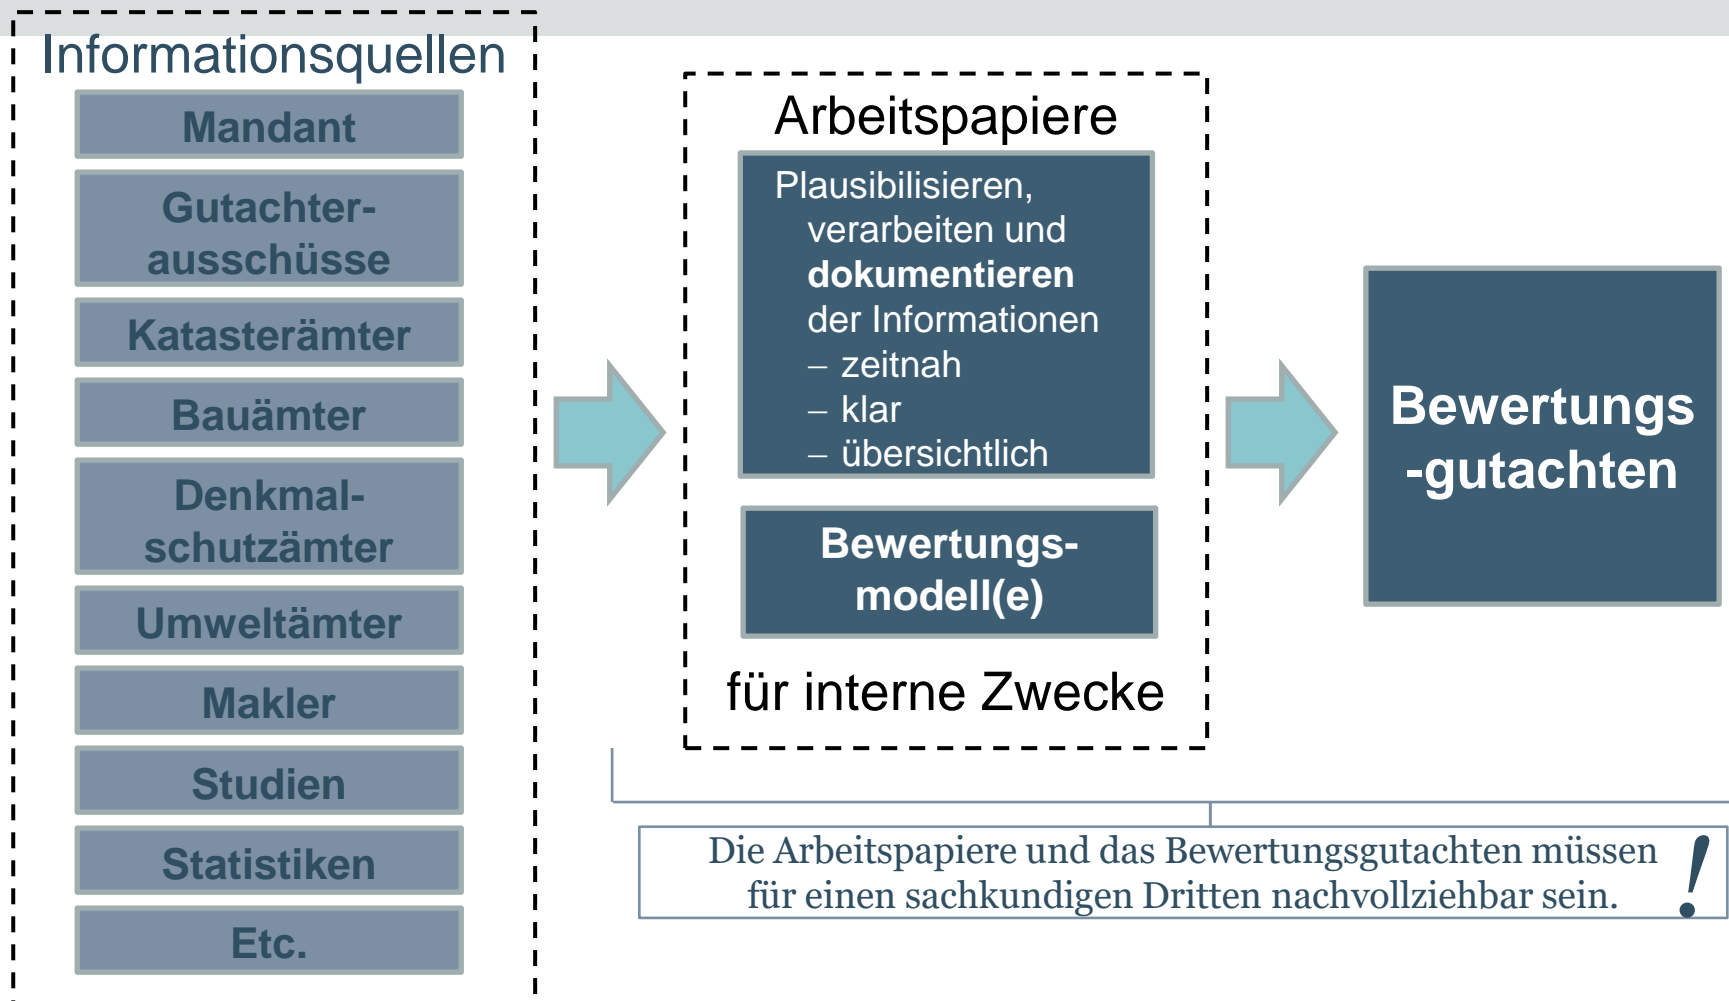 Informationsquellen
Mandant
Gutachter-
ausschüsse
Katasterämter
Bauämter
Denkmal-
schutzämter
Umweltämter
Makler
Studien
Statistiken
Etc.
Arbeitspapiere
Plausibilisieren,
verarbeiten und
dokumentieren
der Informationen
– zeitnah
– klar
– übersichtlich
Bewertungs-
modell(e)
für interne Zwecke
Bewertungs
-gutachten
Die Arbeitspapiere und das Bewertungsgutachten müssen
für einen sachkundigen Dritten nachvollziehbar sein.
!